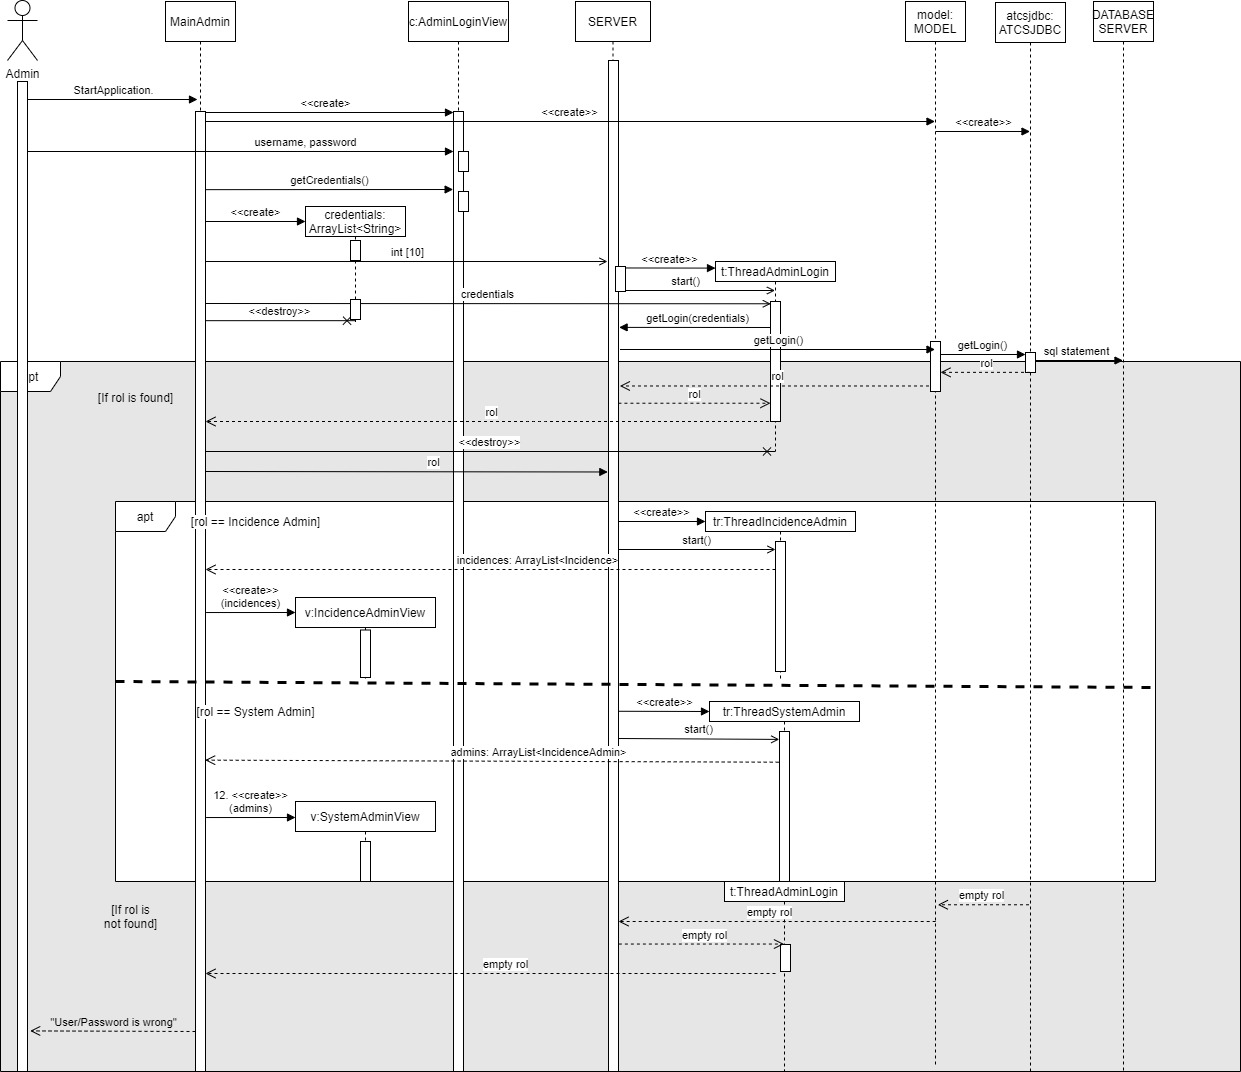 MainAdmin
c:AdminLoginView
SERVER
model:
MODEL
atcsjdbc:
ATCSJDBC
DATABASE
SERVER
Admin
StartApplication.
<<create>
<<create>>
<<create>>
username, password
getCredentials()
<<create>
credentials:
ArrayList<String>
int [10]
<<create>>
t:ThreadAdminLogin
start()
credentials
<<destroy>>
getLogin(credentials)
getLogin()
getLogin()
sql statement
rol
pt
rol
[If rol is found]
rol
rol
<<destroy>>
rol
apt
[rol == Incidence Admin]
<<create>>
tr:ThreadIncidenceAdmin
start()
incidences: ArrayList<Incidence>
<<create>>
(incidences)
v:IncidenceAdminView
[rol == System Admin]
<<create>>
tr:ThreadSystemAdmin
start()
admins: ArrayList<IncidenceAdmin>
12. <<create>>
(admins)
v:SystemAdminView
t:ThreadAdminLogin
empty rol
[If rol is
not found]
empty rol
empty rol
empty rol
"User/Password is wrong"